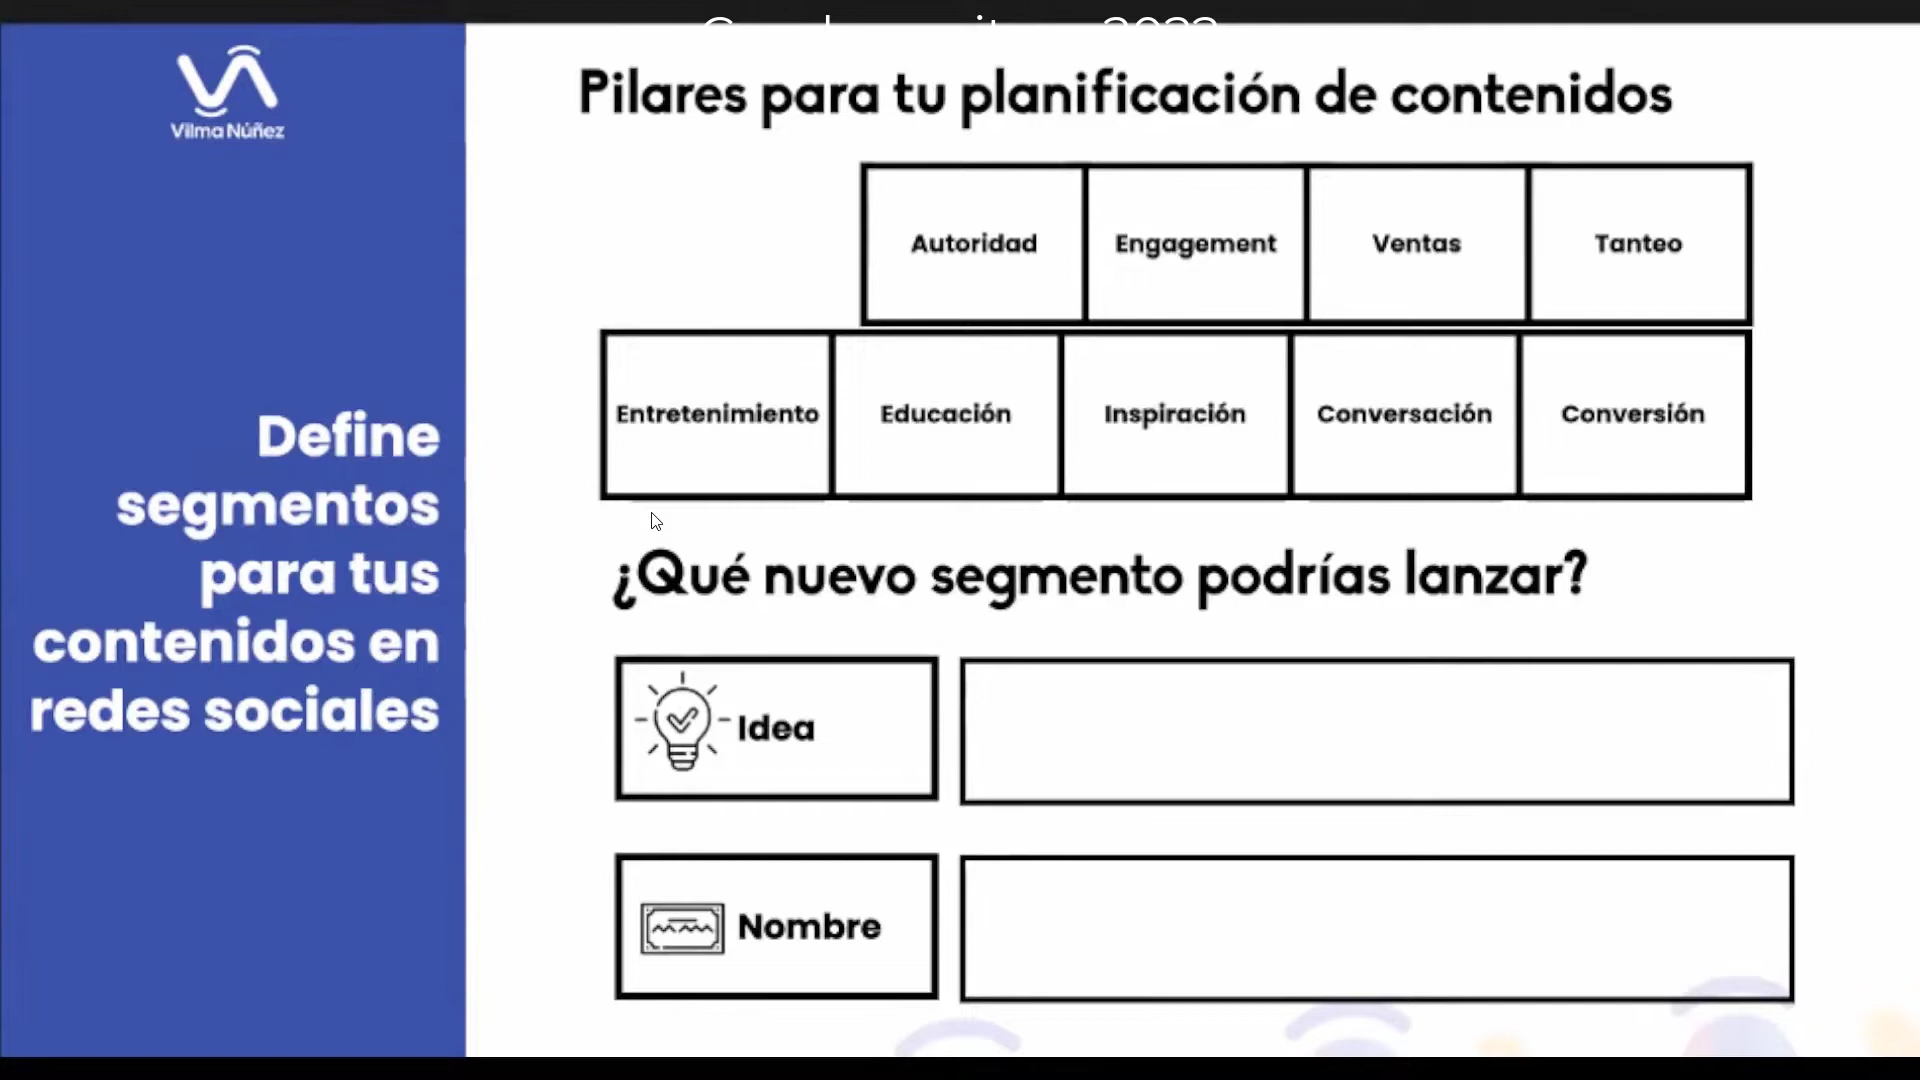 2023
Vilma Núñez
Define
segmentos
para tus
contenidos en
redes sociales
Pilares para tu planificación de contenidos
Autoridad Engagement Ventas Tanteo
Entretenimiento Educación Inspiración Conversación Conversión
¿Qué nuevo segmento podrías lanzar?
Idea
Nombre